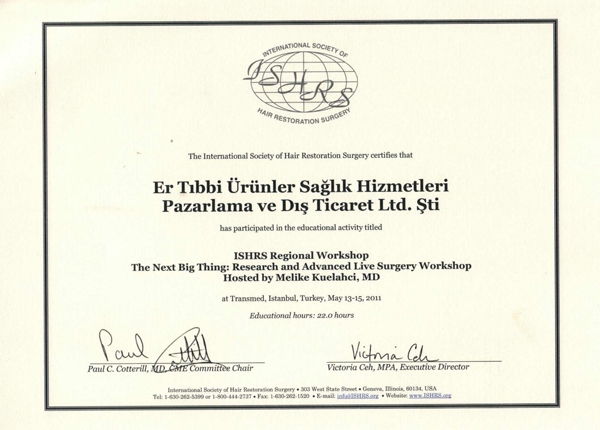 INTERNATIONAL SOCIETY OF
ISHRS
HAIR RESTORATION SURGERY
The International Society of Hair Restoration Surgery certifies that
Er Tıbbi Ürünler Sağlık Hizmetleri
Pazarlama ve Dış Ticaret Ltd. Şti
has participated in the educational activity titled
ISHRS Regional Workshop
The Next Big Thing: Research and Advanced Live Surgery Workshop
Hosted by Melike Kuelahci, MD
at Transmed, Istanbul, Turkey, May 13-15, 2011
Educational hours: 22.0 hours
Paul
Victoria Ceh
Paul C. Cotterill, MD, CME Committee Chair
Victoria Ceh, MPA, Executive Director
International Society of Hair Restoration Surgery • 303 West State Street • Geneva, Illinois, 60134, USA
Tel: 1-630-262-5399 or 1-800-444-2737 • Fax: 1-630-262-1520 • E-mail: info@ISHRS.org • Website: www.ISHRS.org